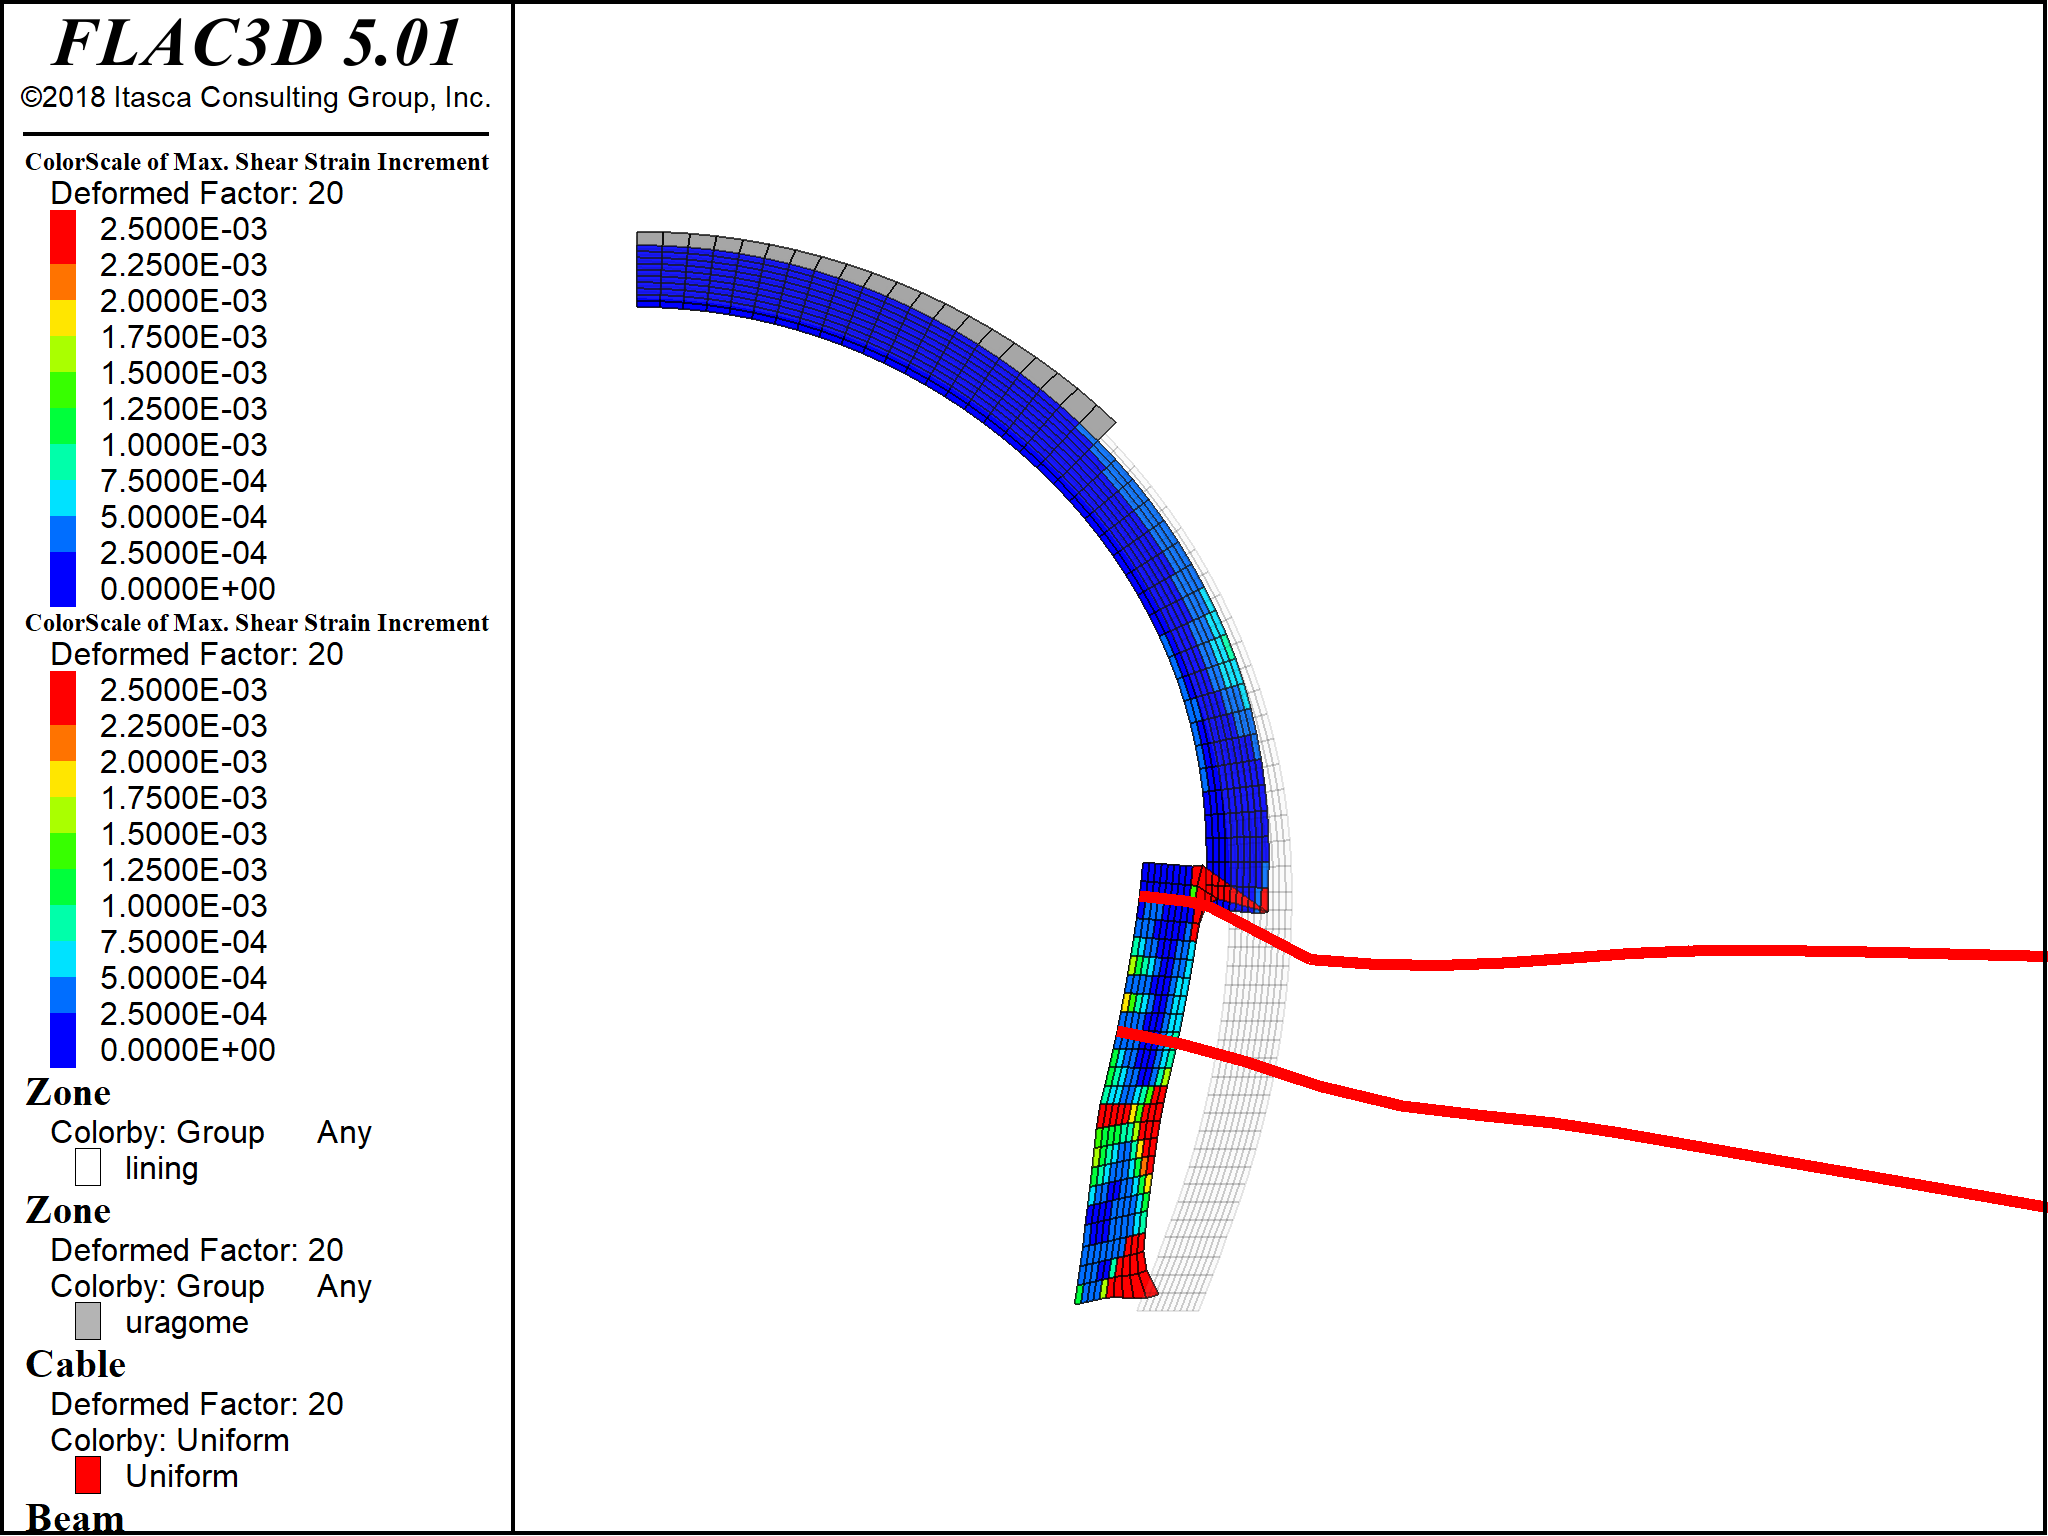 FLAC3D 5.01
©2018 Itasca Consulting Group, Inc.
ColorScale of Max. Shear Strain Increment
Deformed Factor: 20
2.5000E-03
2.2500E-03
2.0000E-03
1.7500E-03
1.5000E-03
1.2500E-03
1.0000E-03
7.5000E-04
5.0000E-04
2.5000E-04
0.0000E+00
ColorScale of Max. Shear Strain Increment
Deformed Factor: 20
2.5000E-03
2.2500E-03
2.0000E-03
1.7500E-03
1.5000E-03
1.2500E-03
1.0000E-03
7.5000E-04
5.0000E-04
2.5000E-04
0.0000E+00
Zone
Colorby: Group Any
lining
Zone
Deformed Factor: 20
Colorby: Group Any
uragome
Cable
Deformed Factor: 20
Colorby: Uniform
Uniform
Beam